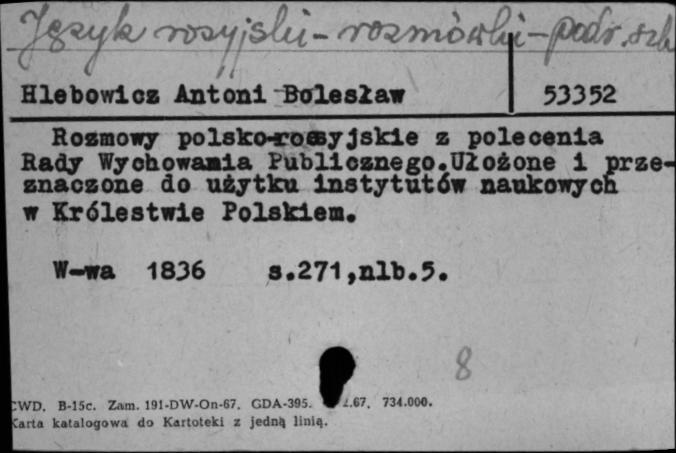 Język rosyjski - rozmówki - podr. szk
Hlebowicz Antoni Bolesław 53352
Rozmowy polsko-rossyjskie z polecenia
Rady Wychowania Publicznego.Ułożone i prze-
znaczone do użytku instytutów naukowych
w Królestwie Polskiem.
W-wa 1836 s.271,nlb.5.
8
CWD. B-15c. Zam. 191-DW-On-67. GDA-395. .67. 734.000.
Karta katalogowa do Kartoteki z jedną linią.